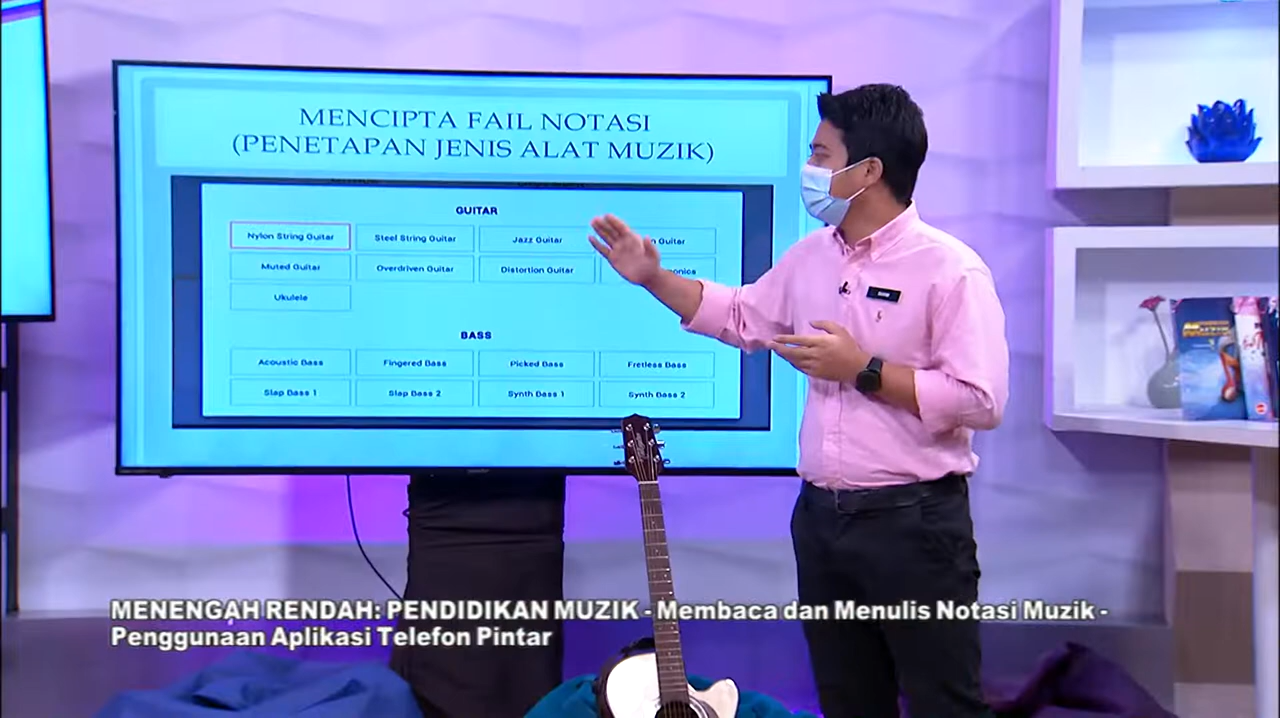 MENCIPTA FAIL NOTASI
(PENETAPAN JENIS ALAT MUZIK)
GUITAR
Nylon String Guitar
Steel String Guitar
Jazz Guitar
Guitar
Muted Guitar
Overdriven Guitar
Distortion Guitar
Ukulele
BASS
Acoustic Bass
Fingered Bass
Picked Bass
Fretless Bass
Slap Bass 1
Slap Bass 2
Synth Bass 1
Synth Bass 2
MENENGAH RENDAH: PENDIDIKAN MUZIK - Membaca dan Menulis Notasi Muzik -
Penggunaan Aplikasi Telefon Pintar